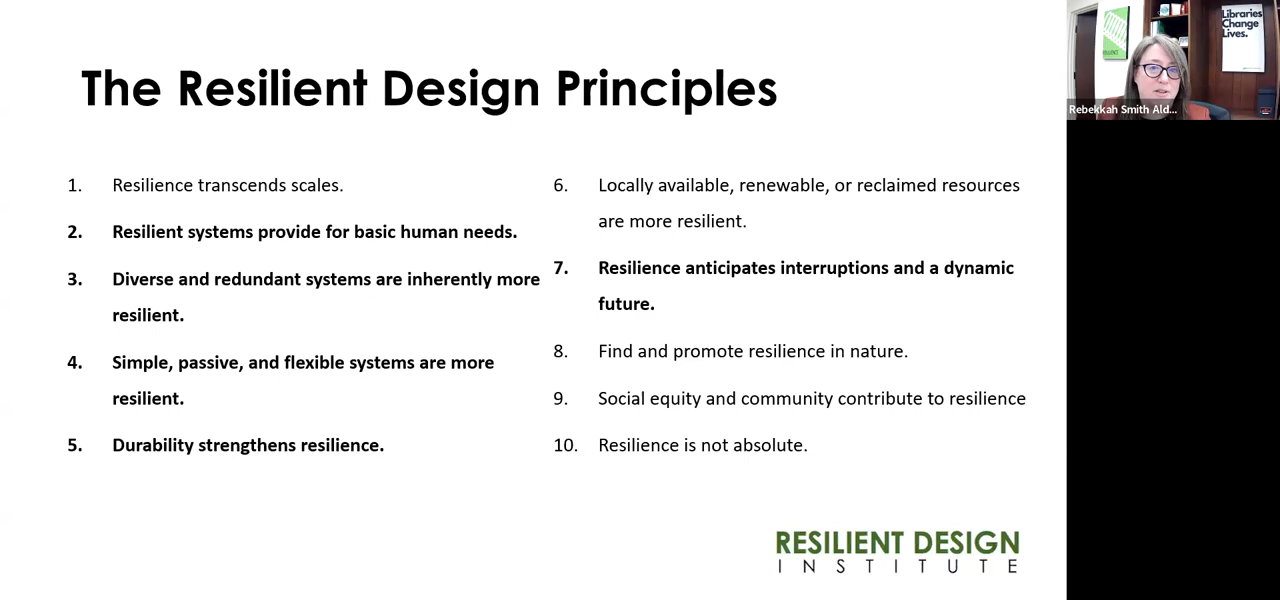 The Resilient Design Principles
1. Resilience transcends scales.
2. Resilient systems provide for basic human needs.
3. Diverse and redundant systems are inherently more
resilient.
4. Simple, passive, and flexible systems are more
resilient.
5. Durability strengthens resilience.
6. Locally available, renewable, or reclaimed resources
are more resilient.
7. Resilience anticipates interruptions and a dynamic
future.
8. Find and promote resilience in nature.
9. Social equity and community contribute to resilience
10. Resilience is not absolute.
RESILIENT DESIGN
INSTITUTE
Libraries
Change
Lives.
Rebekkah Smith Ald...